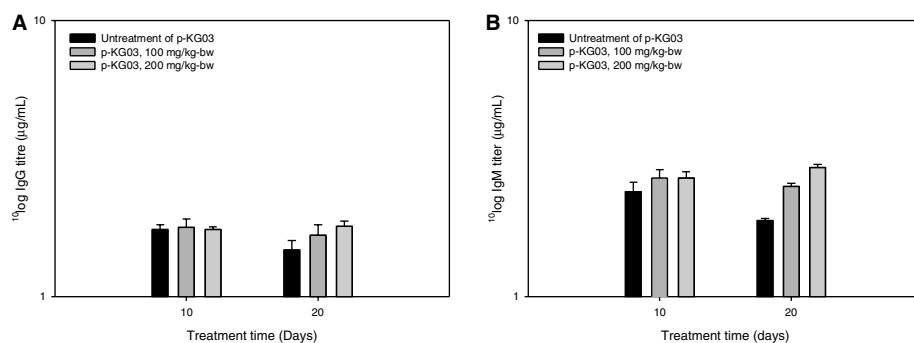 A
10
Untreatment of p-KG03
p-KG03, 100 mg/kg-bw
p-KG03, 200 mg/kg-bw
¹⁰log IgG titre (μg/mL)
1
10
20
Treatment time (Days)
B
10
Untreatment of p-KG03
p-KG03, 100 mg/kg-bw
p-KG03, 200 mg/kg-bw
¹⁰log IgM titer (μg/mL)
1
10
20
Treatment time (days)